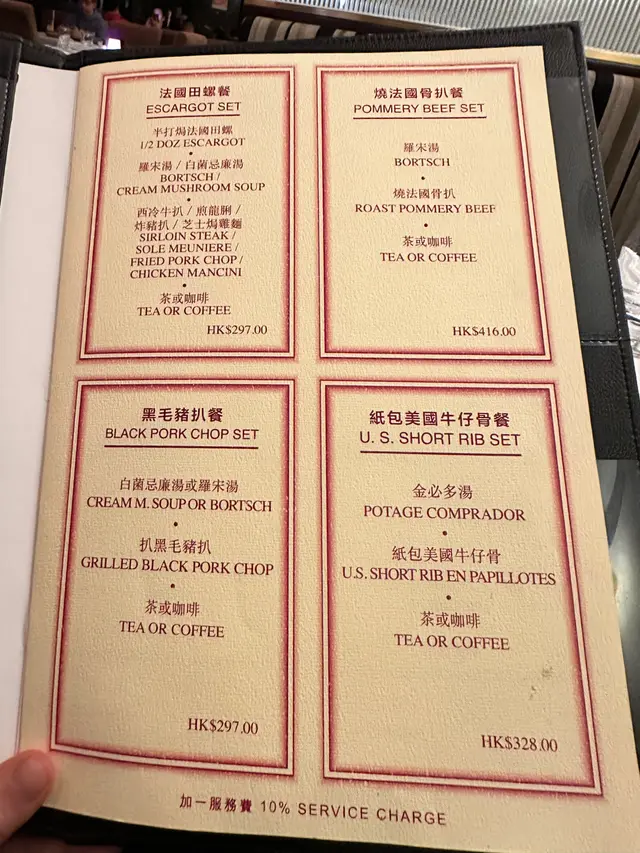 法國田螺餐
ESCARGOT SET
半打焗法國田螺
1/2 DOZ ESCARGOT
羅宋湯 / 白菌忌廉湯
BORTSCH /
CREAM MUSHROOM SOUP
西冷牛扒 / 煎龍脷 /
炸豬扒 / 芝士焗雞麵
SIRLOIN STEAK /
SOLE MEUNIERE /
FRIED PORK CHOP /
CHICKEN MANCINI
茶或咖啡
TEA OR COFFEE
HK$297.00
燒法國骨扒餐
POMMERY BEEF SET
羅宋湯
BORTSCH
燒法國骨扒
ROAST POMMERY BEEF
茶或咖啡
TEA OR COFFEE
HK$416.00
黑毛豬扒餐
BLACK PORK CHOP SET
白菌忌廉湯或羅宋湯
CREAM M. SOUP OR BORTSCH
扒黑毛豬扒
GRILLED BLACK PORK CHOP
茶或咖啡
TEA OR COFFEE
HK$297.00
紙包美國牛仔骨餐
U. S. SHORT RIB SET
金必多湯
POTAGE COMPRADOR
紙包美國牛仔骨
U.S. SHORT RIB EN PAPILLOTES
茶或咖啡
TEA OR COFFEE
HK$328.00
加一服務費 10% SERVICE CHARGE